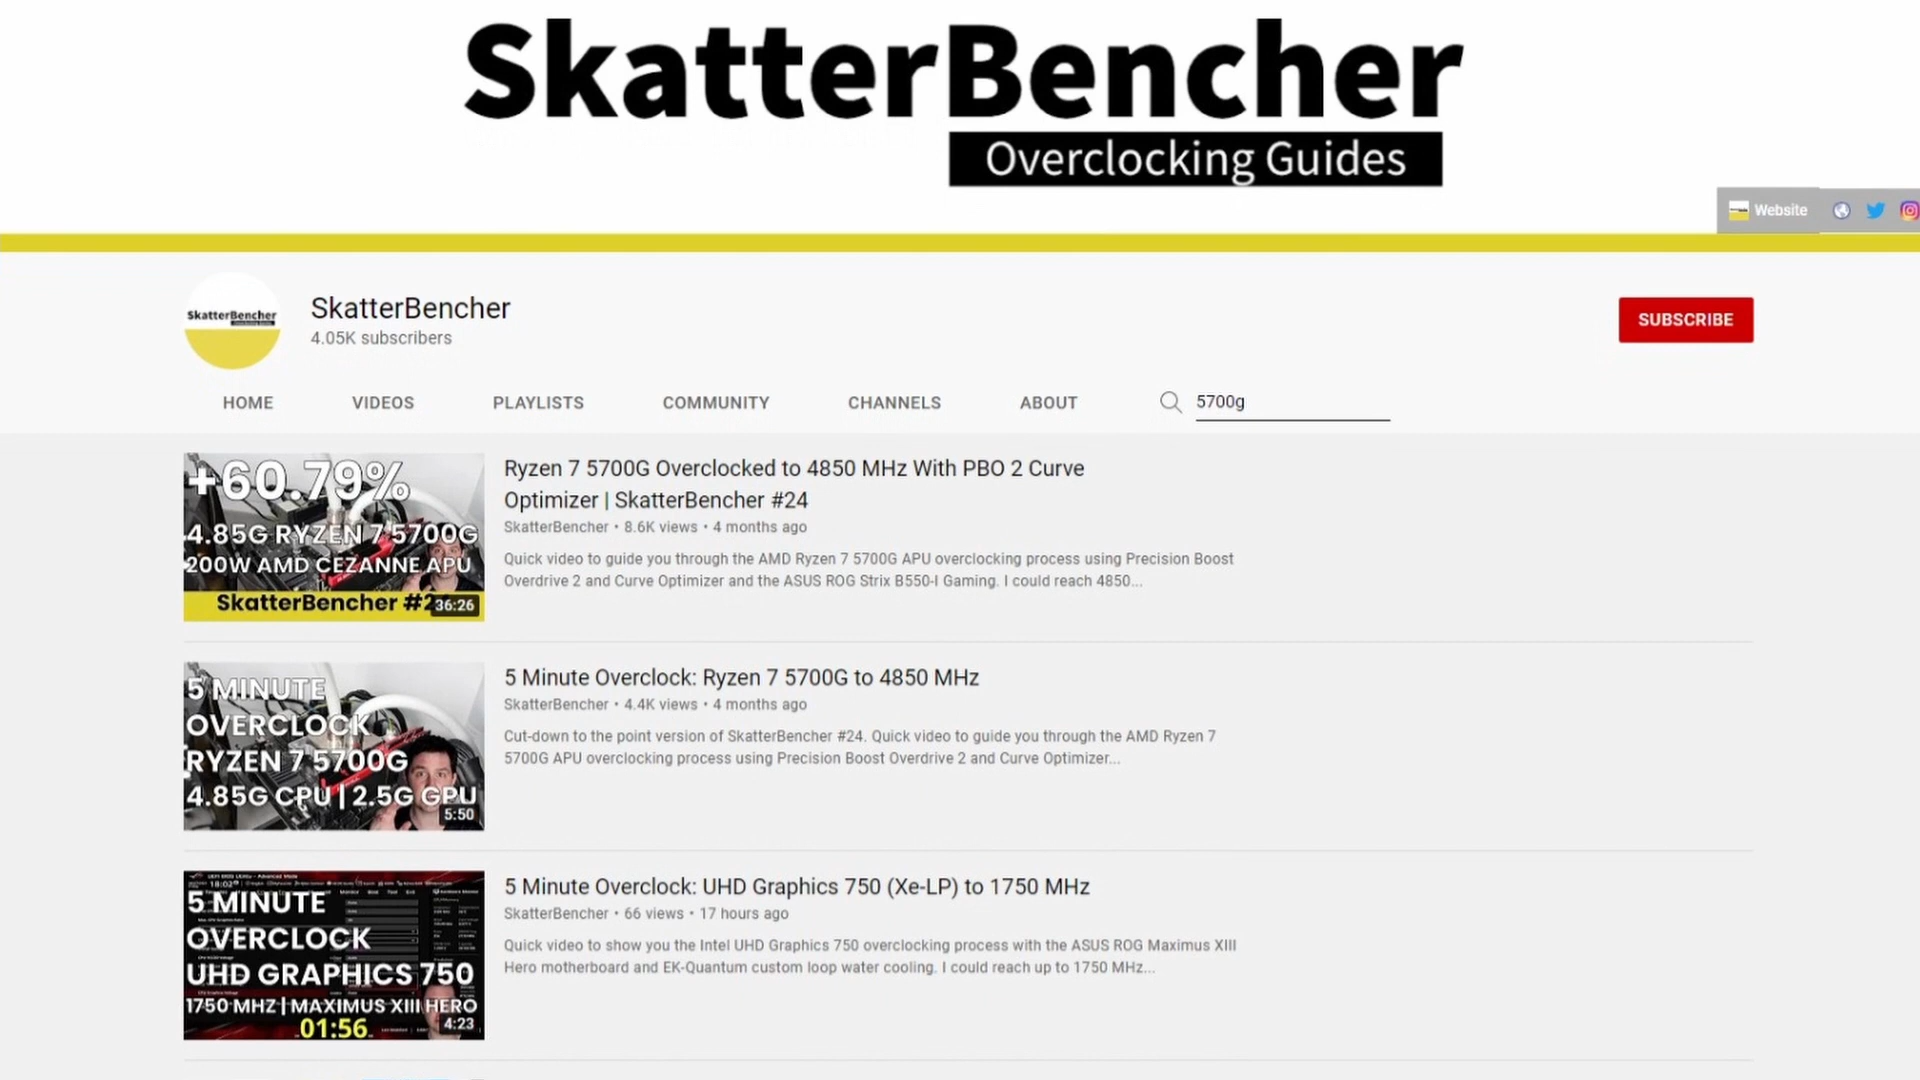 SkatterBencher
Overclocking Guides
Website
SkatterBencher
SkatterBencher
4.05K subscribers
SUBSCRIBE
HOME
VIDEOS
PLAYLISTS
COMMUNITY
CHANNELS
ABOUT
5700g
+60.79%
4.85G RYZEN 7 5700G
200W AMD CEZANNE APU
SkatterBencher #2
36:26
Ryzen 7 5700G Overclocked to 4850 MHz With PBO 2 Curve
Optimizer | SkatterBencher #24
SkatterBencher • 8.6K views • 4 months ago
Quick video to guide you through the AMD Ryzen 7 5700G APU overclocking process using Precision Boost
Overdrive 2 and Curve Optimizer and the ASUS ROG Strix B550-I Gaming. I could reach 4850...
5 MINUTE
OVERCLOCK
RYZEN 7 5700G
4.85G CPU | 2.5G GPU
5:50
5 Minute Overclock: Ryzen 7 5700G to 4850 MHz
SkatterBencher • 4.4K views • 4 months ago
Cut-down to the point version of SkatterBencher #24. Quick video to guide you through the AMD Ryzen 7
5700G APU overclocking process using Precision Boost Overdrive 2 and Curve Optimizer...
18:02
5 MINUTE
OVERCLOCK
UHD GRAPHICS 750
1750 MHZ | MAXIMUS XIII HERO
01:56
4:23
5 Minute Overclock: UHD Graphics 750 (Xe-LP) to 1750 MHz
SkatterBencher • 66 views • 17 hours ago
Quick video to show you the Intel UHD Graphics 750 overclocking process with the ASUS ROG Maximus XIII
Hero motherboard and EK-Quantum custom loop water cooling. I could reach up to 1750 MHz...